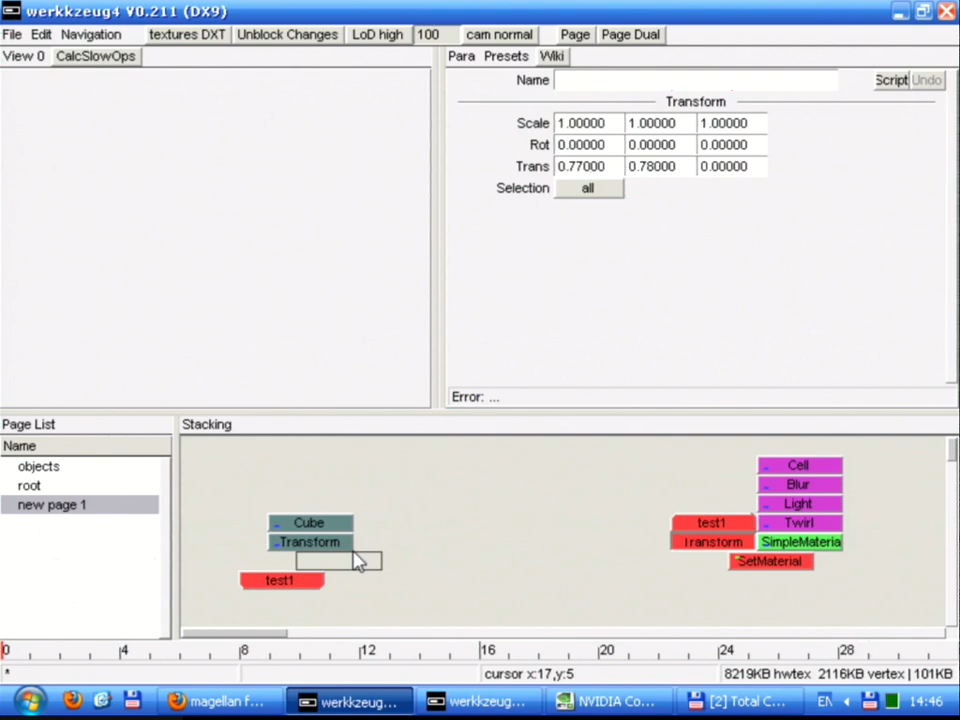 werkkzeug4 V0.211 (DX9)
File Edit Navigation textures DXT Unblock Changes LoD high 100 cam normal Page Page Dual
View 0 CalcSlowOps Para Presets Wiki
Name Script Undo
Transform
Scale 1.00000 1.00000 1.00000
Rot 0.00000 0.00000 0.00000
Trans 0.77000 0.78000 0.00000
Selection all
Error: ...
Page List Stacking
Name
objects
root
new page 1
Cube
Transform
test1
Cell
Blur
Light
test1 Twirl
Transform SimpleMateria
SetMaterial
0 4 8 12 16 20 24 28
* cursor x:17,y:5 8219KB hwtex 2116KB vertex 101KB
magellan f... werkkzeug... werkkzeug... NVIDIA Co... [2] Total C... EN 14:46